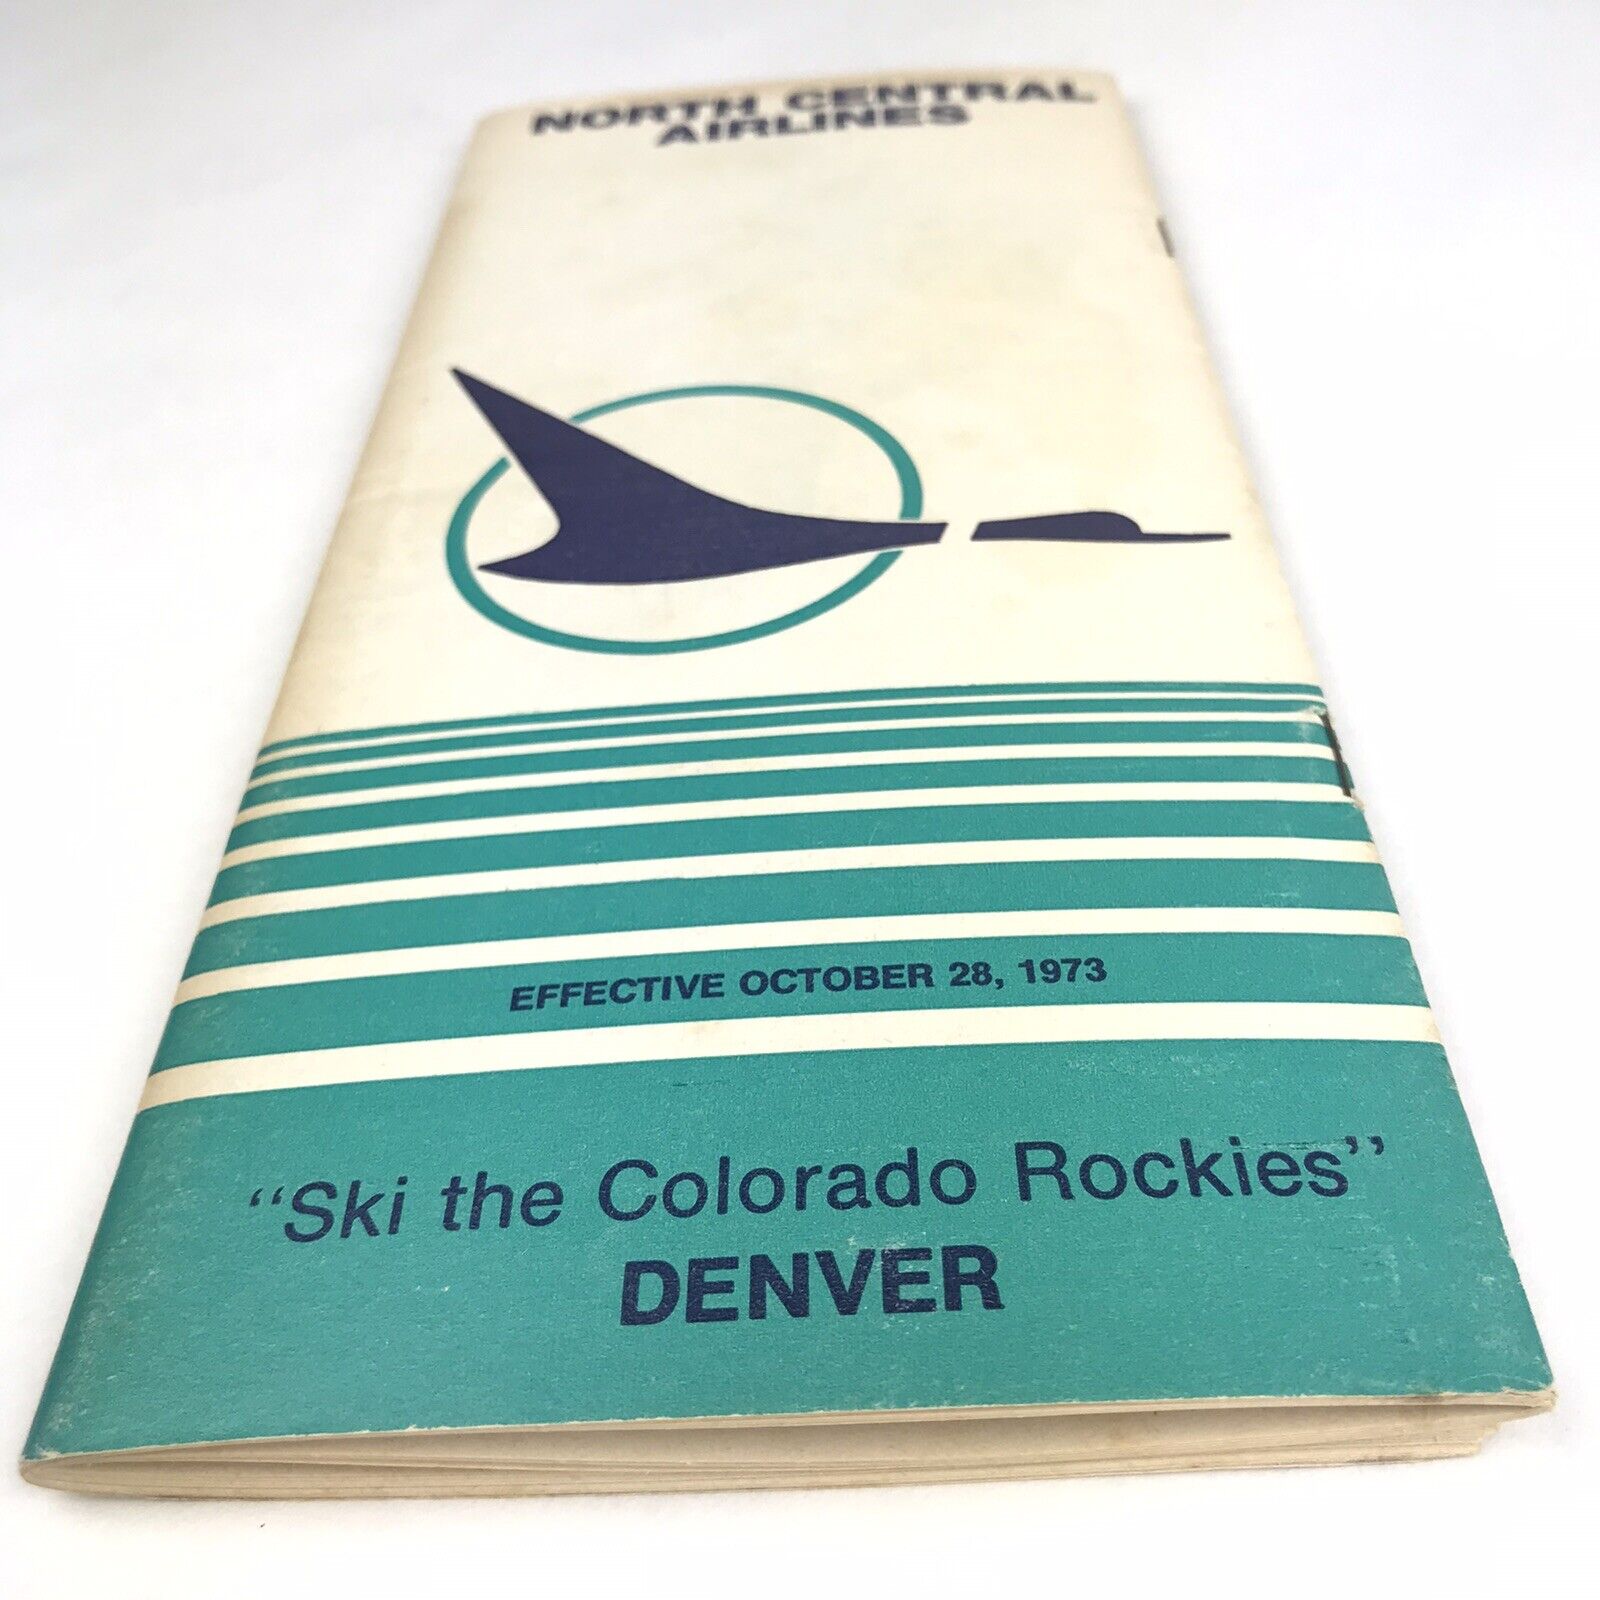 NORTH CENTRAL
AIRLINES
EFFECTIVE OCTOBER 28, 1973
"Ski the Colorado Rockies"
DENVER